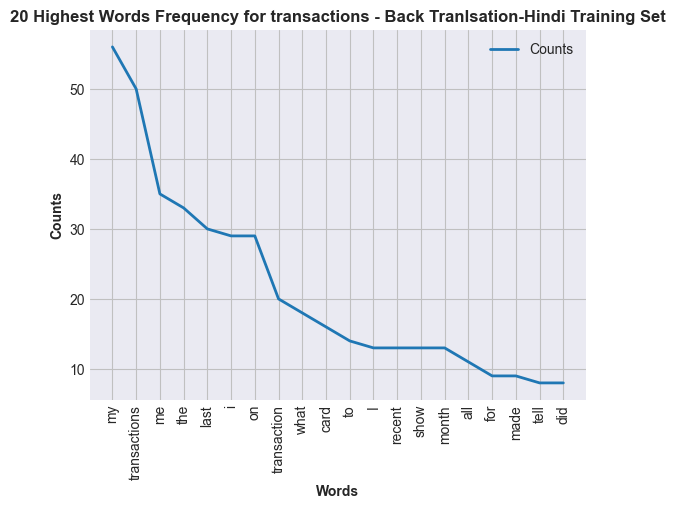 20 Highest Words Frequency for transactions - Back Tranlsation-Hindi Training Set
Counts
50
40
30
20
10
Counts
my
transactions
me
the
last
i
on
transaction
what
card
to
I
recent
show
month
all
for
made
tell
did
Words